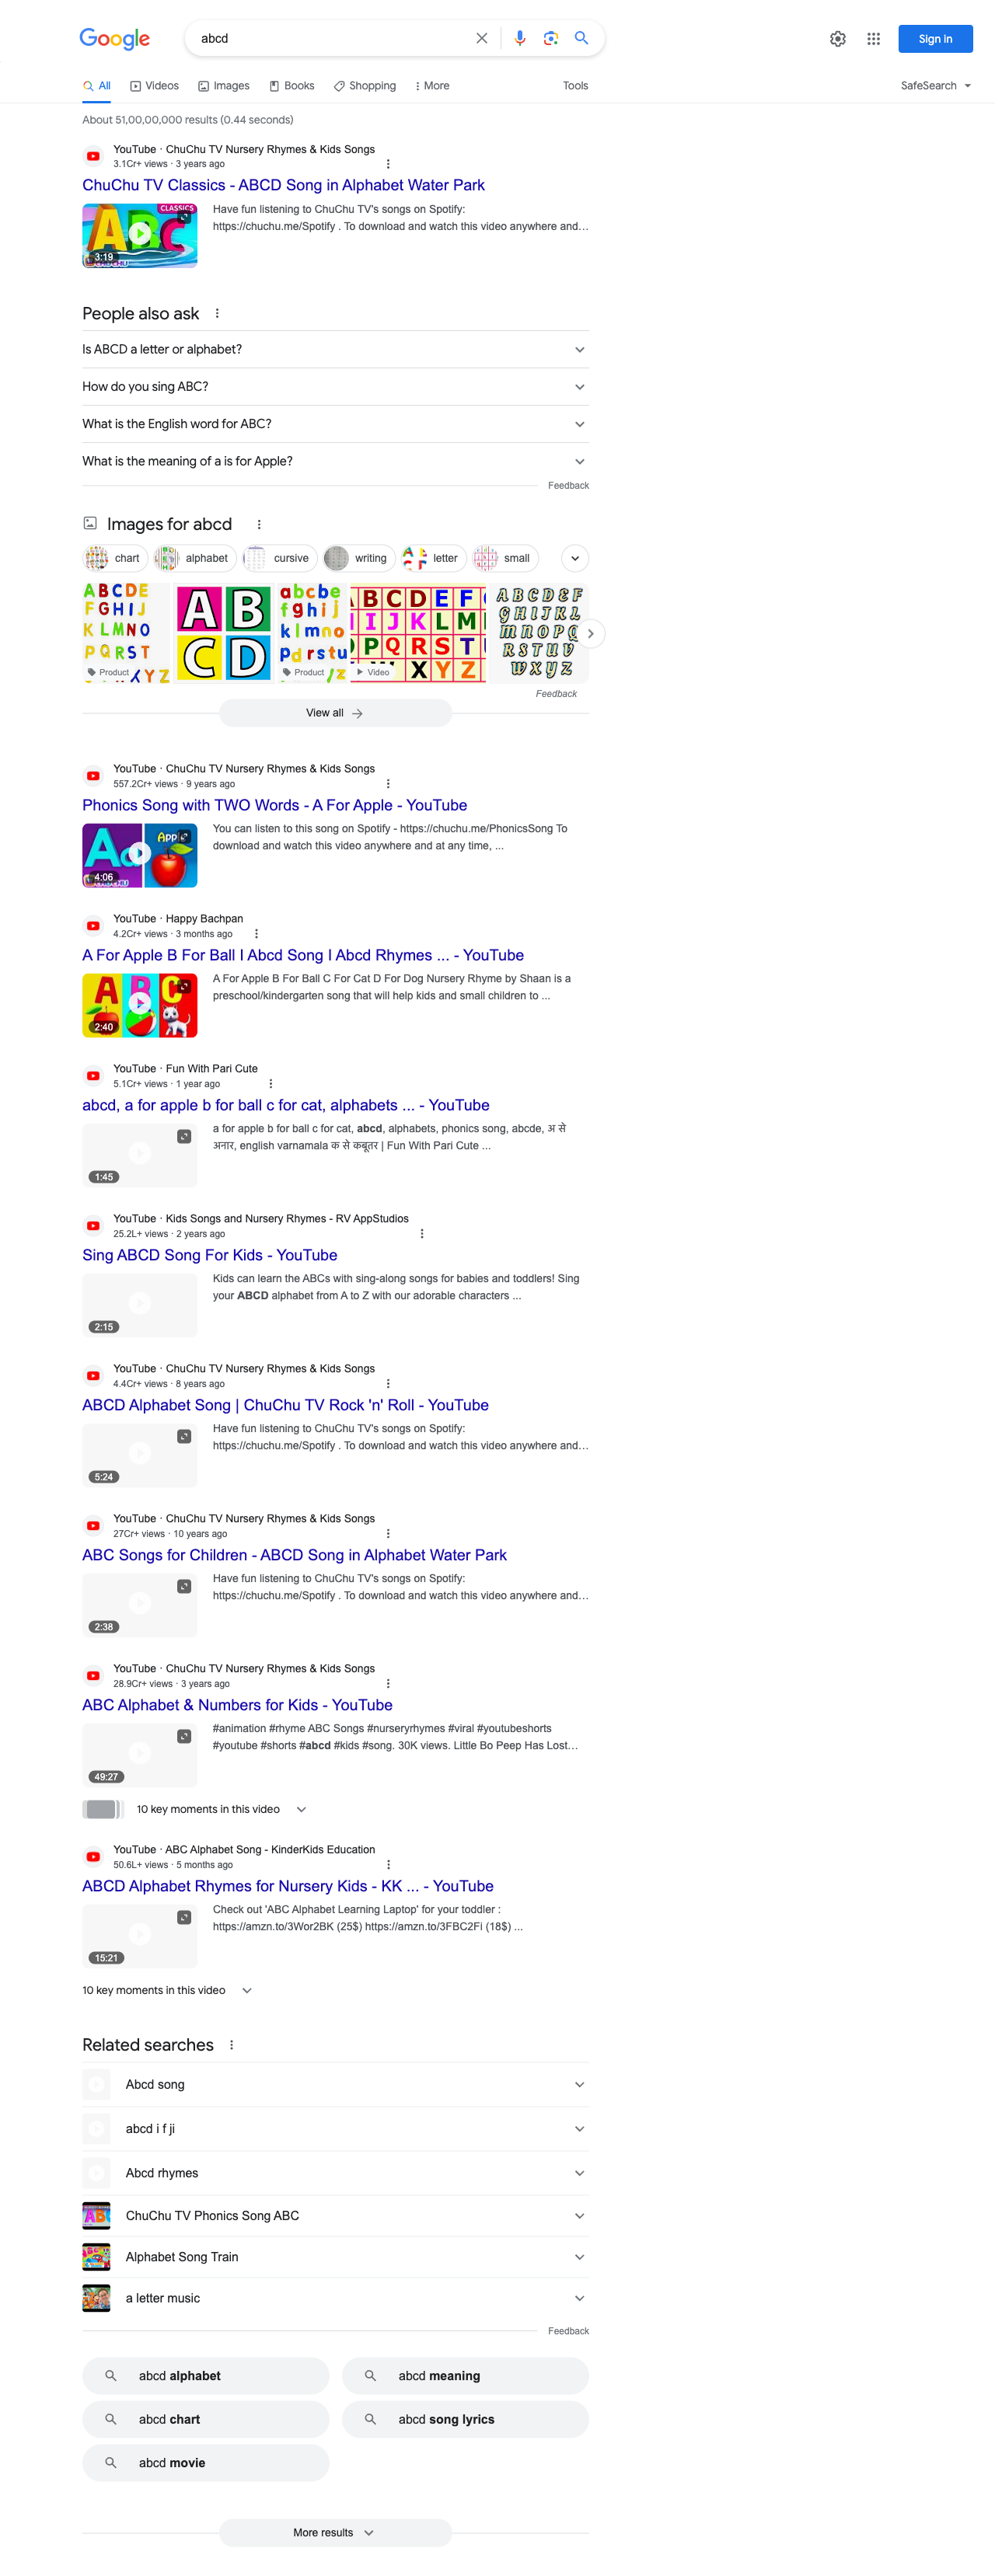 Google
abcd
Sign in
All
Videos
Images
Books
Shopping
More
Tools
SafeSearch
About 51,00,00,000 results (0.44 seconds)
YouTube · ChuChu TV Nursery Rhymes & Kids Songs
3.1Cr+ views · 3 years ago
ChuChu TV Classics - ABCD Song in Alphabet Water Park
CLASSICS
ABC
3:19
Have fun listening to ChuChu TV's songs on Spotify:
https://chuchu.me/Spotify . To download and watch this video anywhere and...
People also ask
Is ABCD a letter or alphabet?
How do you sing ABC?
What is the English word for ABC?
What is the meaning of a is for Apple?
Feedback
Images for abcd
chart
alphabet
cursive
writing
letter
small
ABCDE
FGHIJ
KLMNO
PQRST
YZ
Product
AB
CD
abcbe
fghij
klmno
pdrstu
Product
BCDEF
IJKLM
PQRST
XYZ
Video
ABCDEF
GHIJKL
MNOPQ
RSTUV
WXYZ
Feedback
View all
YouTube · ChuChu TV Nursery Rhymes & Kids Songs
557.2Cr+ views · 9 years ago
Phonics Song with TWO Words - A For Apple - YouTube
Aa
4:06
You can listen to this song on Spotify - https://chuchu.me/PhonicsSong To
download and watch this video anywhere and at any time, ...
YouTube · Happy Bachpan
4.2Cr+ views · 3 months ago
A For Apple B For Ball I Abcd Song I Abcd Rhymes ... - YouTube
ABC
2:40
A For Apple B For Ball C For Cat D For Dog Nursery Rhyme by Shaan is a
preschool/kindergarten song that will help kids and small children to ...
YouTube · Fun With Pari Cute
5.1Cr+ views · 1 year ago
abcd, a for apple b for ball c for cat, alphabets ... - YouTube
1:45
a for apple b for ball c for cat, abcd, alphabets, phonics song, abcde, अ से
अनार, english varnamala क से कबूतर | Fun With Pari Cute ...
YouTube · Kids Songs and Nursery Rhymes - RV AppStudios
25.2L+ views · 2 years ago
Sing ABCD Song For Kids - YouTube
2:15
Kids can learn the ABCs with sing-along songs for babies and toddlers! Sing
your ABCD alphabet from A to Z with our adorable characters ...
YouTube · ChuChu TV Nursery Rhymes & Kids Songs
4.4Cr+ views · 8 years ago
ABCD Alphabet Song | ChuChu TV Rock 'n' Roll - YouTube
5:24
Have fun listening to ChuChu TV's songs on Spotify:
https://chuchu.me/Spotify . To download and watch this video anywhere and...
YouTube · ChuChu TV Nursery Rhymes & Kids Songs
27Cr+ views · 10 years ago
ABC Songs for Children - ABCD Song in Alphabet Water Park
2:38
Have fun listening to ChuChu TV's songs on Spotify:
https://chuchu.me/Spotify . To download and watch this video anywhere and...
YouTube · ChuChu TV Nursery Rhymes & Kids Songs
28.9Cr+ views · 3 years ago
ABC Alphabet & Numbers for Kids - YouTube
49:27
#animation #rhyme ABC Songs #nurseryrhymes #viral #youtubeshorts
#youtube #shorts #abcd #kids #song. 30K views. Little Bo Peep Has Lost...
10 key moments in this video
YouTube · ABC Alphabet Song - KinderKids Education
50.6L+ views · 5 months ago
ABCD Alphabet Rhymes for Nursery Kids - KK ... - YouTube
15:21
Check out 'ABC Alphabet Learning Laptop' for your toddler :
https://amzn.to/3Wor2BK (25$) https://amzn.to/3FBC2Fi (18$) ...
10 key moments in this video
Related searches
Abcd song
abcd i f ji
Abcd rhymes
ChuChu TV Phonics Song ABC
Alphabet Song Train
a letter music
Feedback
abcd alphabet
abcd meaning
abcd chart
abcd song lyrics
abcd movie
More results